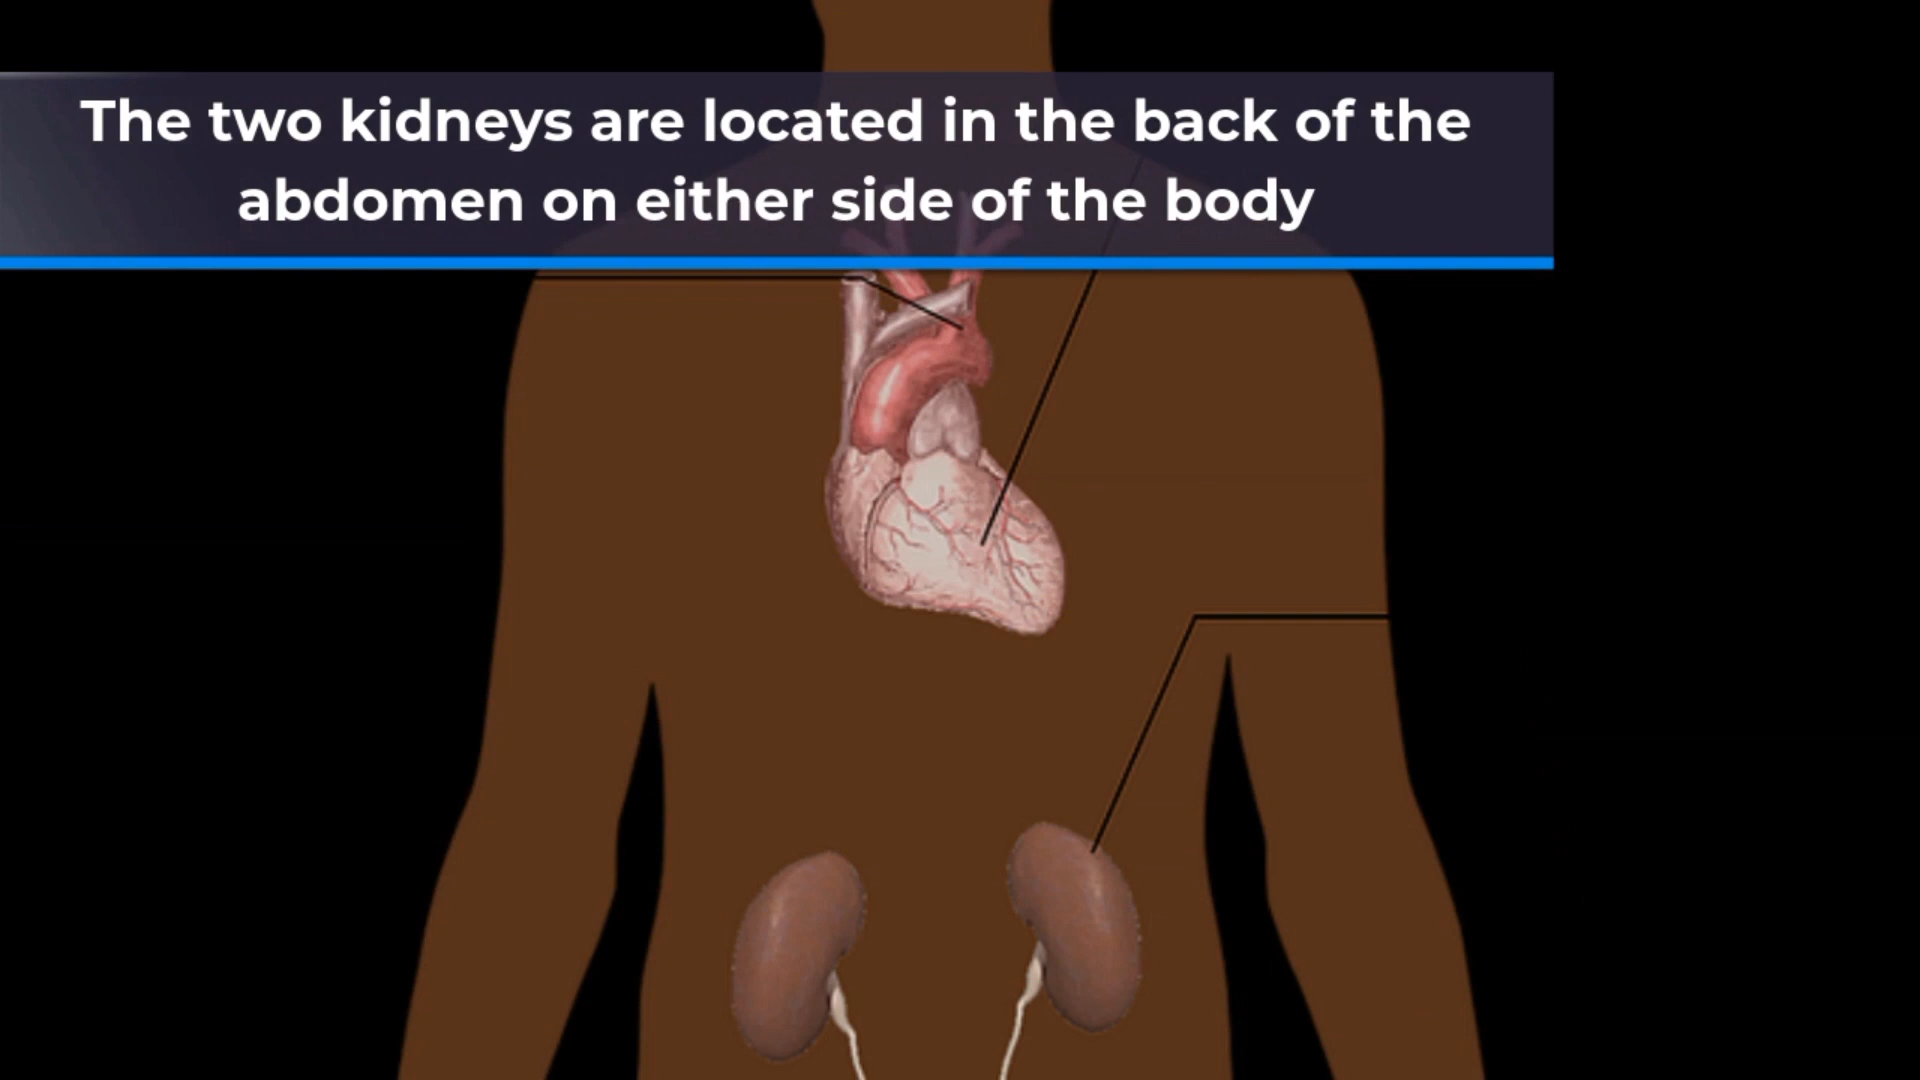 The two kidneys are located in the back of the
abdomen on either side of the body